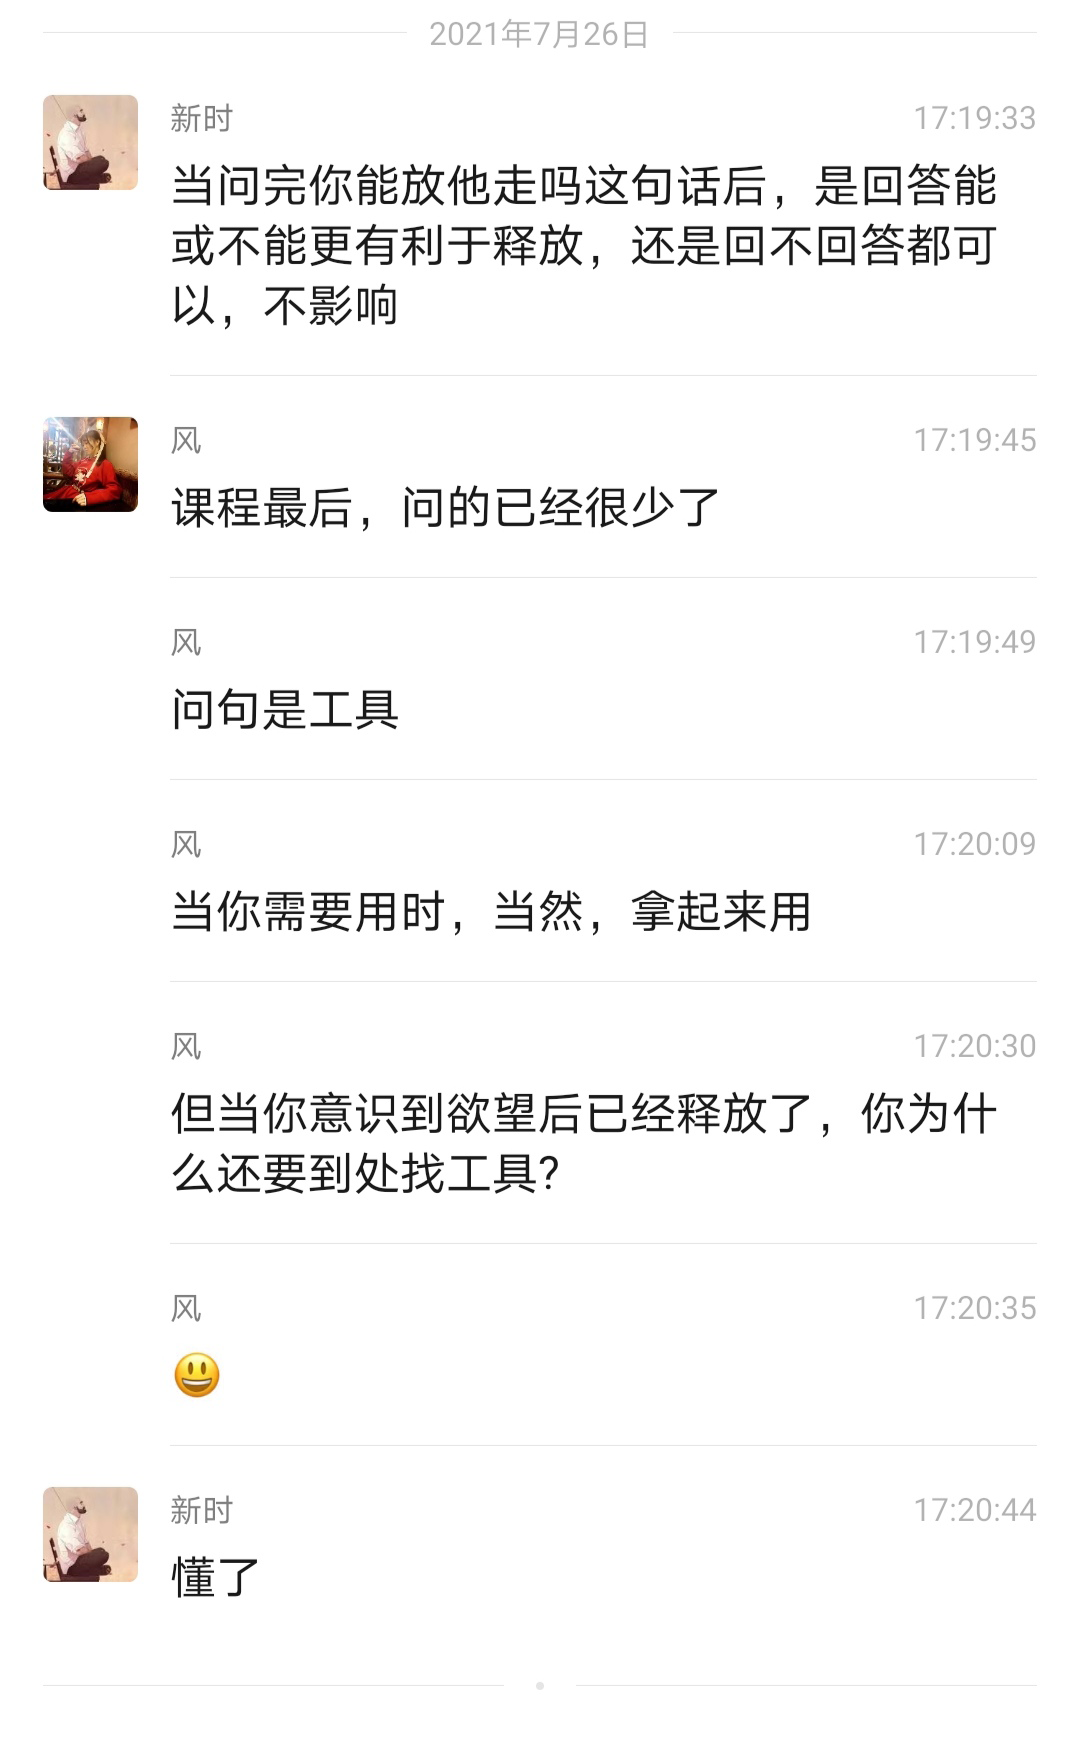 2021年7月26日
新时
17:19:33
当问完你能放他走吗这句话后，是回答能
或不能更有利于释放，还是回不回答都可
以，不影响
风
17:19:45
课程最后，问的已经很少了
风
17:19:49
问句是工具
风
17:20:09
当你需要用时，当然，拿起来用
风
17:20:30
但当你意识到欲望后已经释放了，你为什
么还要到处找工具?
风
17:20:35
😃
新时
17:20:44
懂了